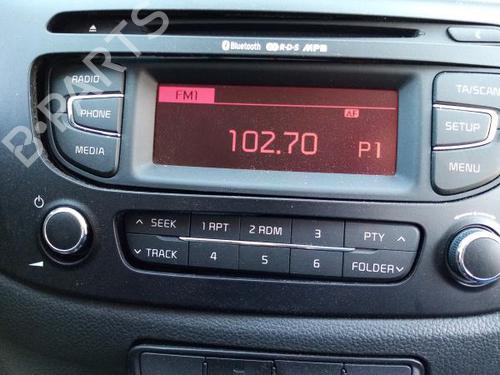 Bluetooth R·D·S MP3
RADIO
PHONE
MEDIA
FM1
AF
102.70 P1
TA/SCAN
SETUP
MENU
SEEK 1 RPT 2 RDM 3 PTY
TRACK 4 5 6 FOLDER
B-PARTS